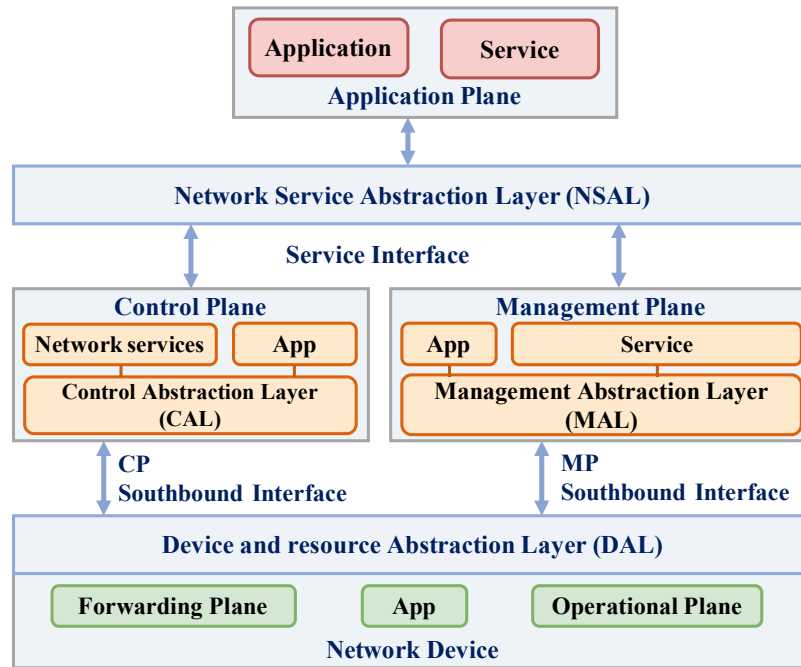 Application
Service
Application Plane
Network Service Abstraction Layer (NSAL)
Service Interface
Control Plane
Network services
App
Control Abstraction Layer
(CAL)
Management Plane
App
Service
Management Abstraction Layer
(MAL)
CP
Southbound Interface
MP
Southbound Interface
Device and resource Abstraction Layer (DAL)
Forwarding Plane
App
Operational Plane
Network Device